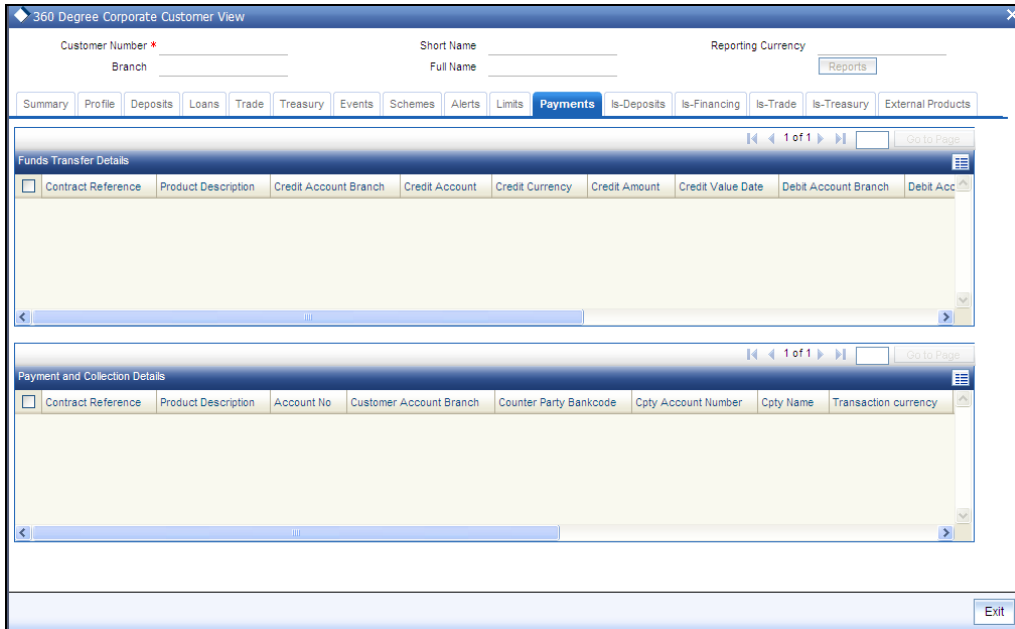 360 Degree Corporate Customer View
Customer Number * Short Name Reporting Currency
Branch Full Name Reports
Summary Profile Deposits Loans Trade Treasury Events Schemes Alerts Limits Payments Is-Deposits Is-Financing Is-Trade Is-Treasury External Products
1 of 1 Go to Page
Funds Transfer Details
Contract Reference Product Description Credit Account Branch Credit Account Credit Currency Credit Amount Credit Value Date Debit Account Branch Debit Acc
1 of 1 Go to Page
Payment and Collection Details
Contract Reference Product Description Account No Customer Account Branch Counter Party Bankcode Cpty Account Number Cpty Name Transaction currency
Exit